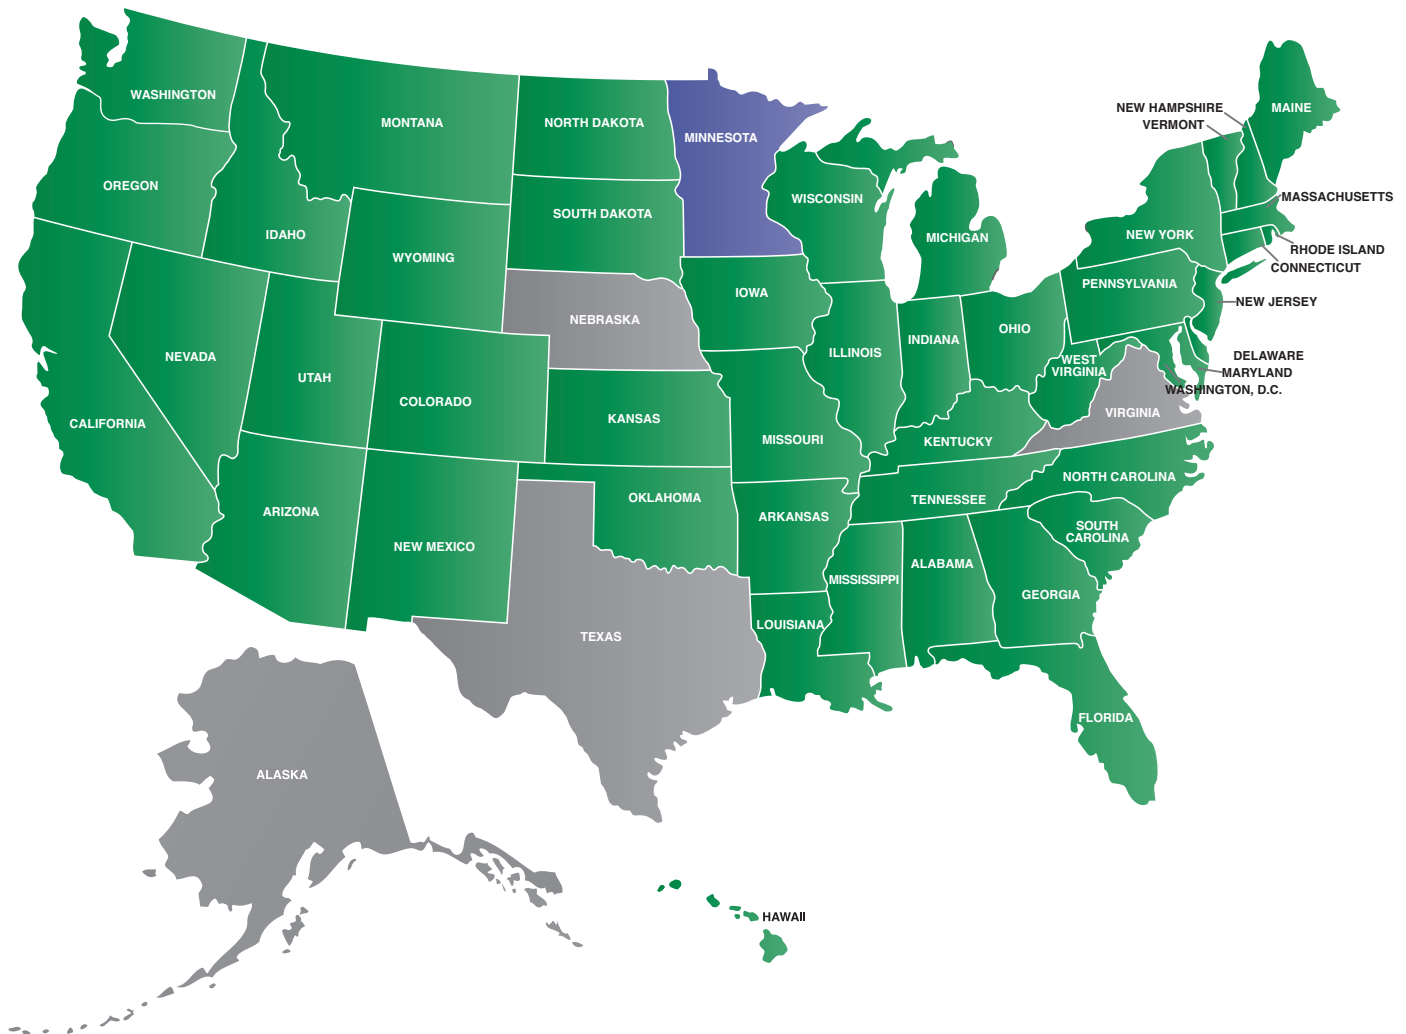 WASHINGTON
MONTANA
NORTH DAKOTA
MINNESOTA
NEW HAMPSHIRE
VERMONT
MAINE
OREGON
IDAHO
WYOMING
SOUTH DAKOTA
WISCONSIN
MICHIGAN
NEW YORK
MASSACHUSETTS
RHODE ISLAND
CONNECTICUT
NEVADA
UTAH
COLORADO
NEBRASKA
IOWA
ILLINOIS
INDIANA
OHIO
PENNSYLVANIA
NEW JERSEY
DELAWARE
MARYLAND
WASHINGTON, D.C.
WEST
VIRGINIA
VIRGINIA
CALIFORNIA
KANSAS
MISSOURI
KENTUCKY
ARIZONA
NEW MEXICO
OKLAHOMA
ARKANSAS
TENNESSEE
NORTH CAROLINA
SOUTH
CAROLINA
TEXAS
LOUISIANA
MISSISSIPPI
ALABAMA
GEORGIA
FLORIDA
ALASKA
HAWAII